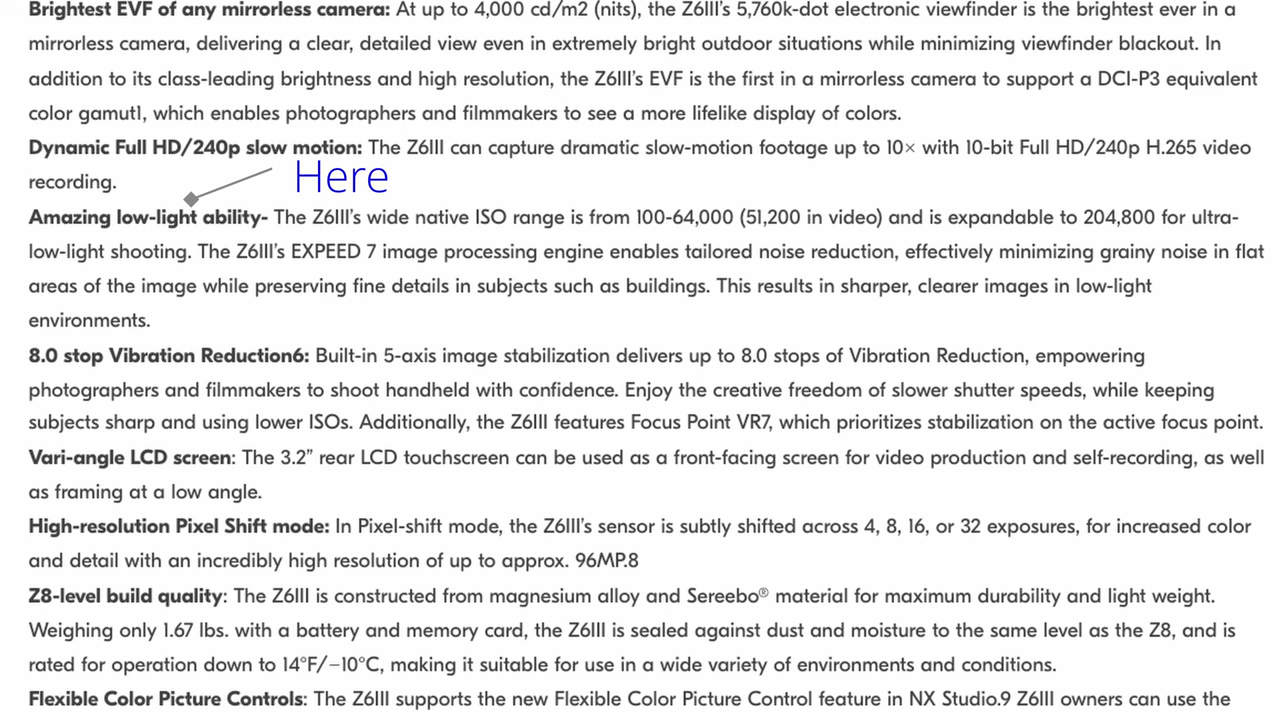 Brightest EVF of any mirrorless camera: At up to 4,000 cd/m2 (nits), the Z6III's 5,760k-dot electronic viewfinder is the brightest ever in a
mirrorless camera, delivering a clear, detailed view even in extremely bright outdoor situations while minimizing viewfinder blackout. In
addition to its class-leading brightness and high resolution, the Z6III's EVF is the first in a mirrorless camera to support a DCI-P3 equivalent
color gamut1, which enables photographers and filmmakers to see a more lifelike display of colors.
Dynamic Full HD/240p slow motion: The Z6III can capture dramatic slow-motion footage up to 10× with 10-bit Full HD/240p H.265 video
recording.
Here
Amazing low-light ability- The Z6III's wide native ISO range is from 100-64,000 (51,200 in video) and is expandable to 204,800 for ultra-
low-light shooting. The Z6III's EXPEED 7 image processing engine enables tailored noise reduction, effectively minimizing grainy noise in flat
areas of the image while preserving fine details in subjects such as buildings. This results in sharper, clearer images in low-light
environments.
8.0 stop Vibration Reduction6: Built-in 5-axis image stabilization delivers up to 8.0 stops of Vibration Reduction, empowering
photographers and filmmakers to shoot handheld with confidence. Enjoy the creative freedom of slower shutter speeds, while keeping
subjects sharp and using lower ISOs. Additionally, the Z6III features Focus Point VR7, which prioritizes stabilization on the active focus point.
Vari-angle LCD screen: The 3.2” rear LCD touchscreen can be used as a front-facing screen for video production and self-recording, as well
as framing at a low angle.
High-resolution Pixel Shift mode: In Pixel-shift mode, the Z6III's sensor is subtly shifted across 4, 8, 16, or 32 exposures, for increased color
and detail with an incredibly high resolution of up to approx. 96MP.8
Z8-level build quality: The Z6III is constructed from magnesium alloy and Sereebo® material for maximum durability and light weight.
Weighing only 1.67 lbs. with a battery and memory card, the Z6III is sealed against dust and moisture to the same level as the Z8, and is
rated for operation down to 14°F/−10°C, making it suitable for use in a wide variety of environments and conditions.
Flexible Color Picture Controls: The Z6III supports the new Flexible Color Picture Control feature in NX Studio.9 Z6III owners can use the